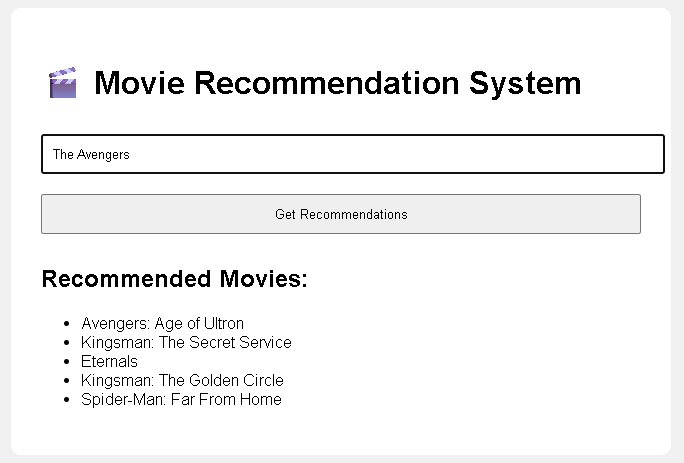 🎬 Movie Recommendation System
The Avengers
Get Recommendations
Recommended Movies:
• Avengers: Age of Ultron
• Kingsman: The Secret Service
• Eternals
• Kingsman: The Golden Circle
• Spider-Man: Far From Home